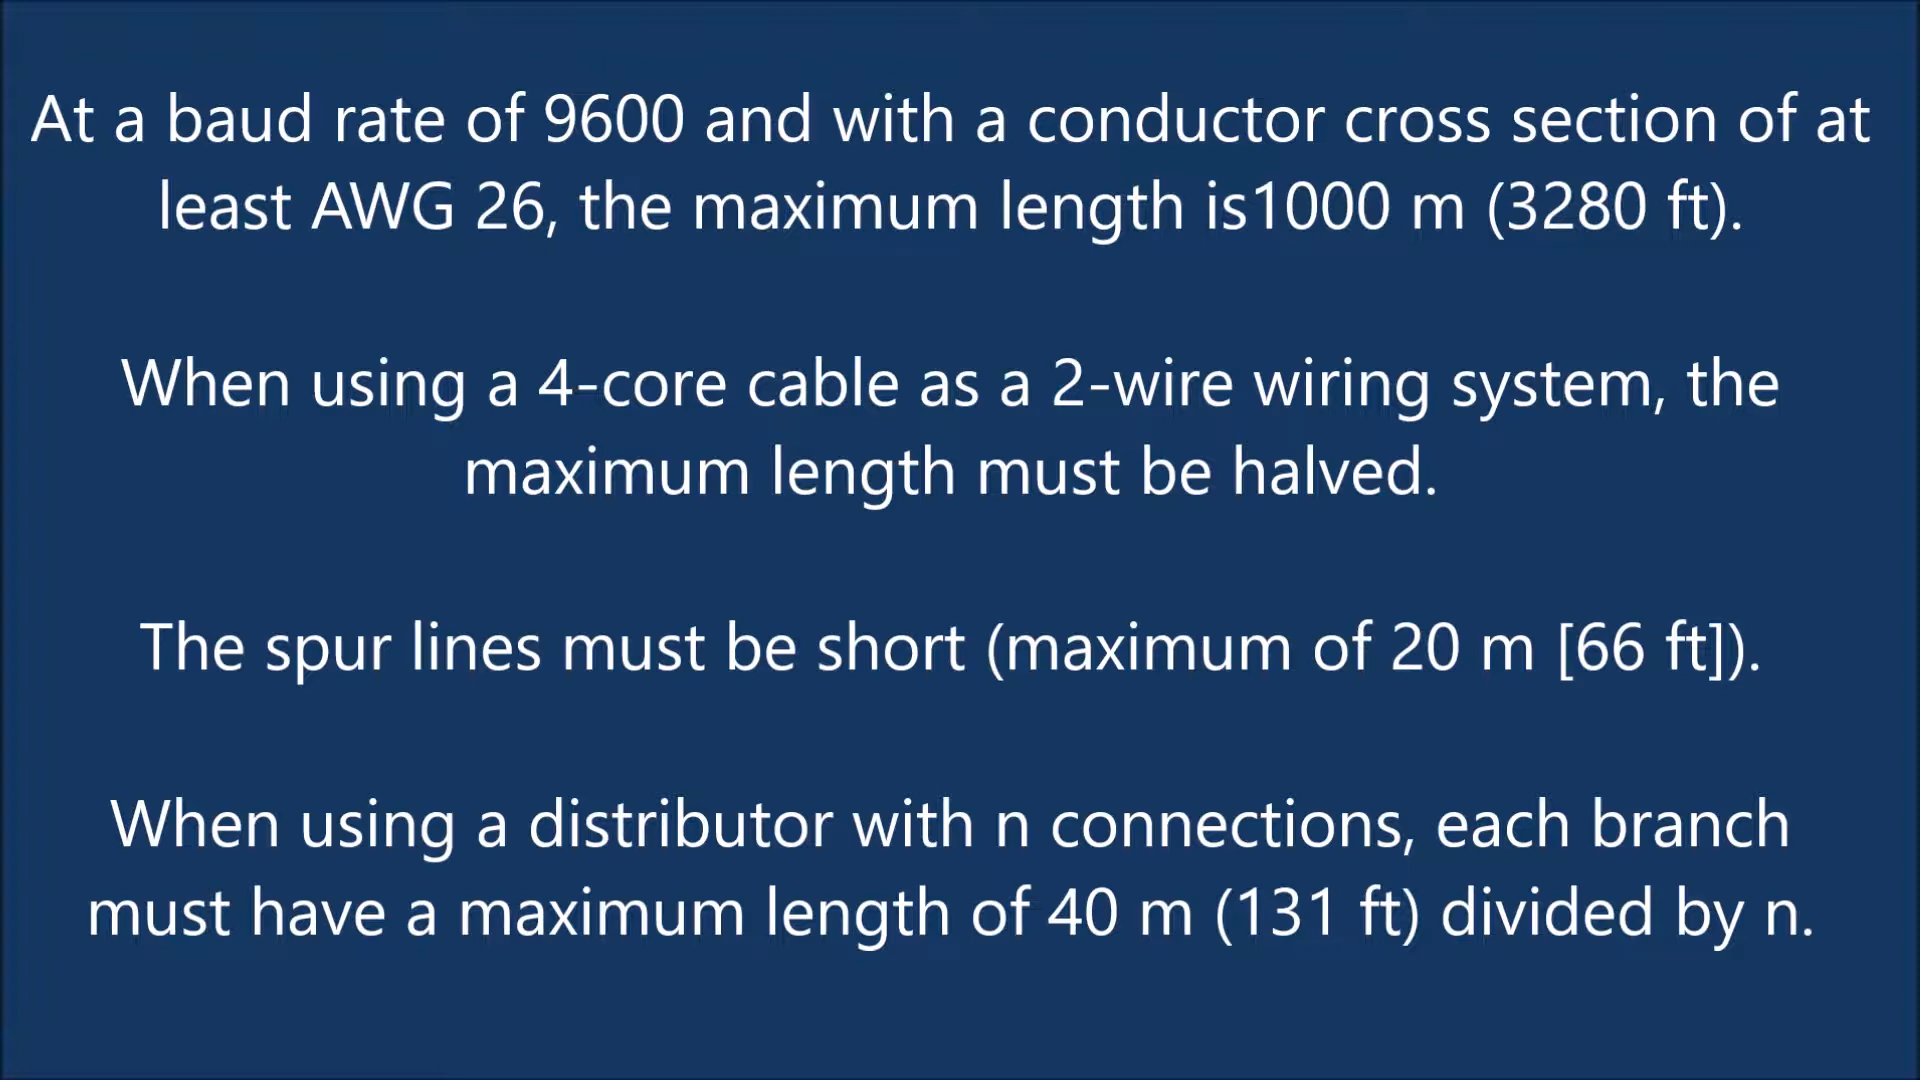 At a baud rate of 9600 and with a conductor cross section of at
least AWG 26, the maximum length is1000 m (3280 ft).
When using a 4-core cable as a 2-wire wiring system, the
maximum length must be halved.
The spur lines must be short (maximum of 20 m [66 ft]).
When using a distributor with n connections, each branch
must have a maximum length of 40 m (131 ft) divided by n.